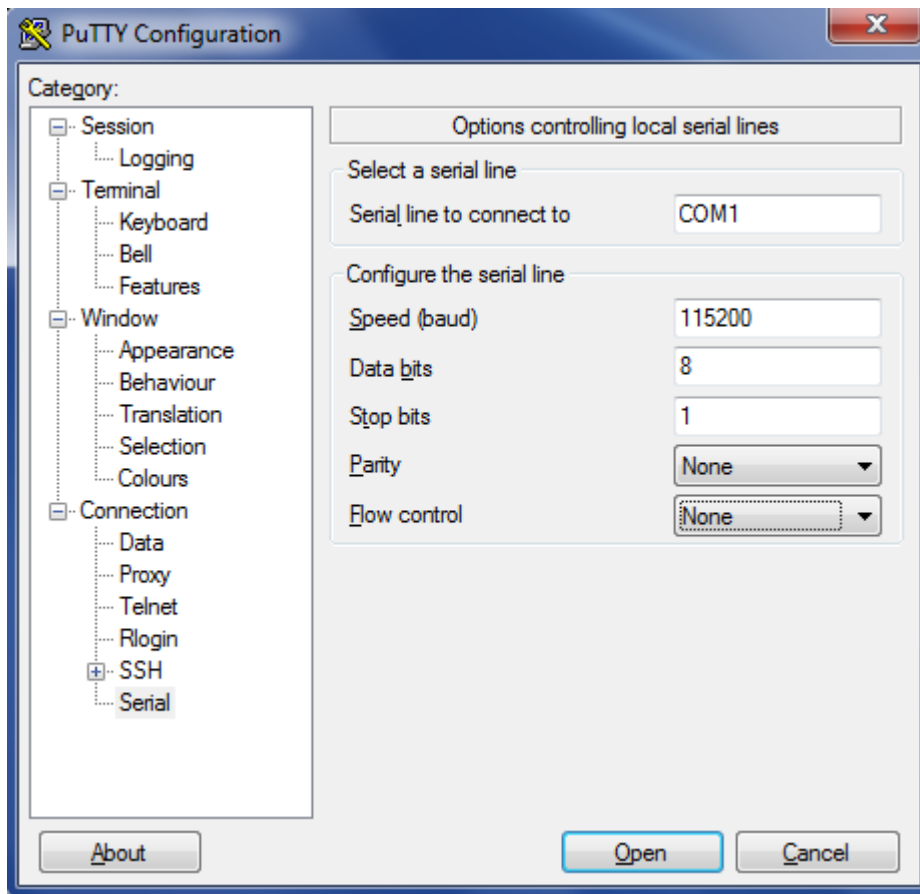 PuTTY Configuration
Category:
Session
Logging
Terminal
Keyboard
Bell
Features
Window
Appearance
Behaviour
Translation
Selection
Colours
Connection
Data
Proxy
Telnet
Rlogin
SSH
Serial
Options controlling local serial lines
Select a serial line
Serial line to connect to COM1
Configure the serial line
Speed (baud) 115200
Data bits 8
Stop bits 1
Parity None
Flow control None
About Open Cancel